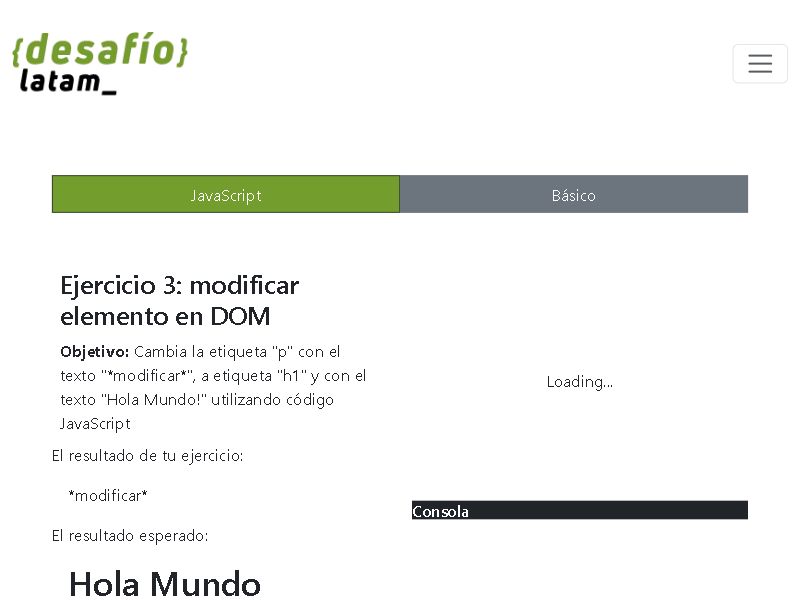 {desafío}
latam_
JavaScript
Básico
Ejercicio 3: modificar
elemento en DOM
Objetivo: Cambia la etiqueta "p" con el
texto "*modificar*", a etiqueta "h1" y con el
texto "Hola Mundo!" utilizando código
JavaScript
El resultado de tu ejercicio:
*modificar*
El resultado esperado:
Hola Mundo
Loading...
Consola